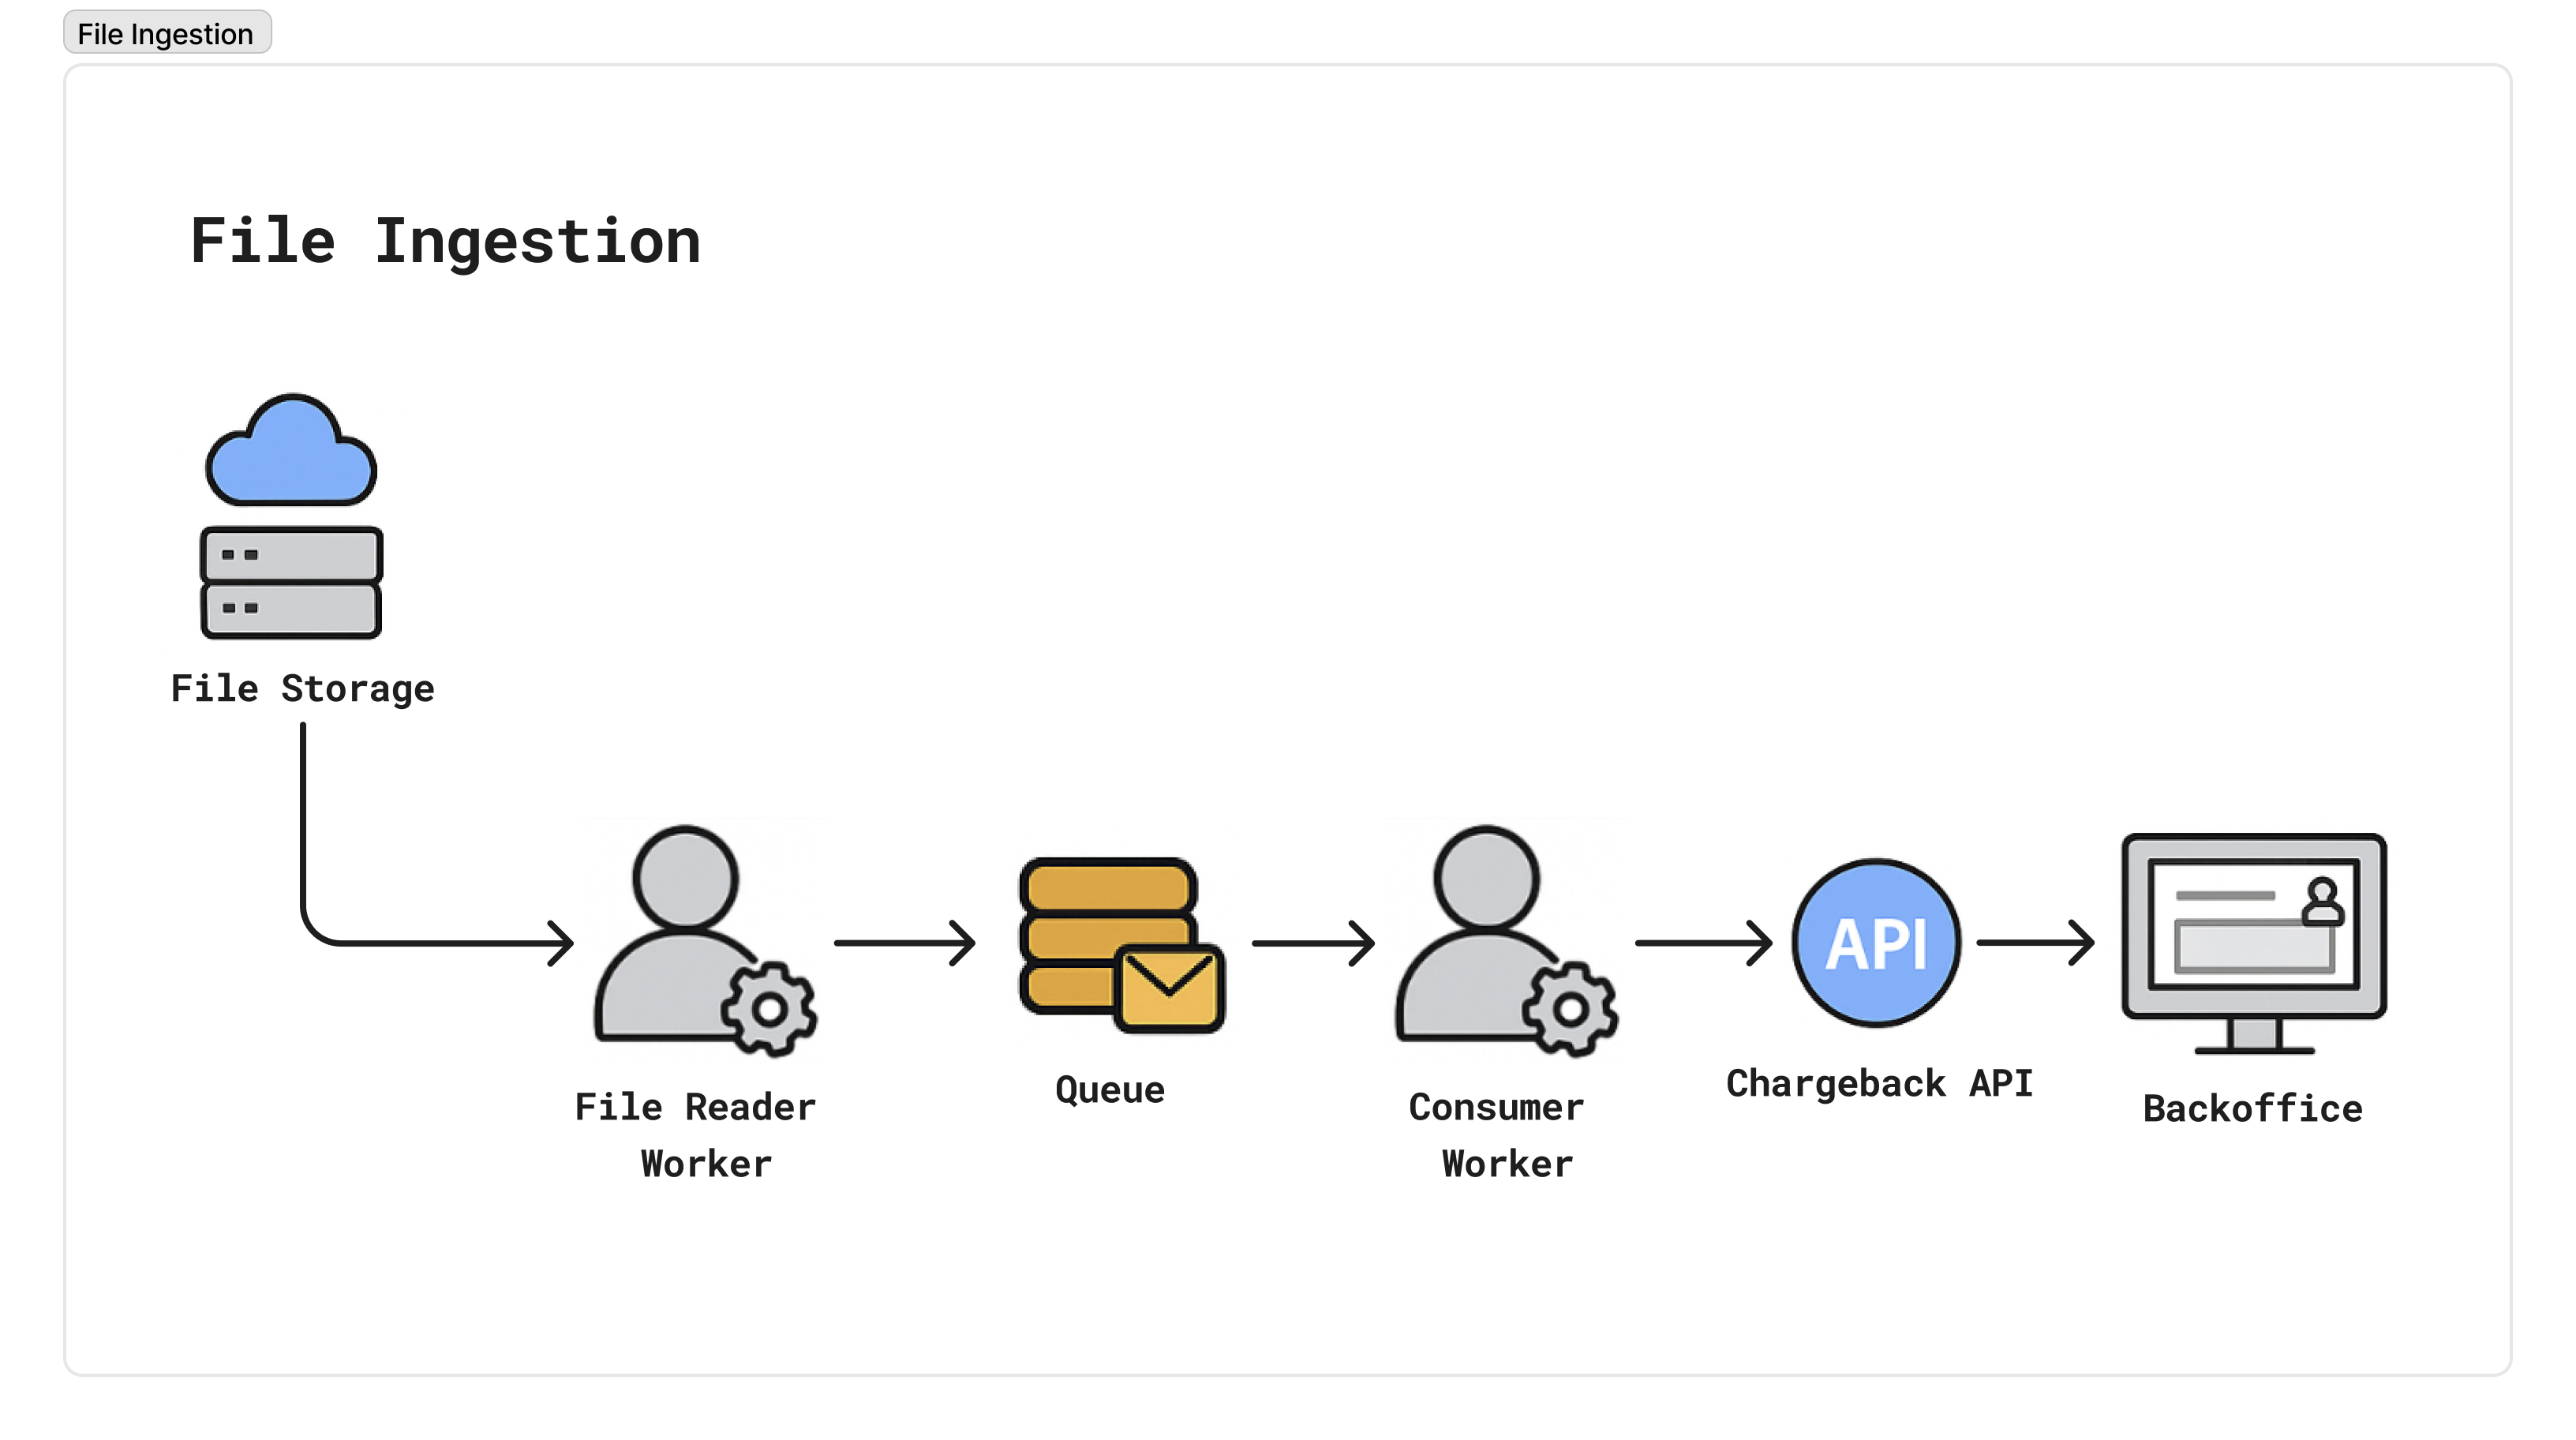 File Ingestion
File Ingestion
File Storage
File Reader
Worker
Queue
Consumer
Worker
API
Chargeback API
Backoffice